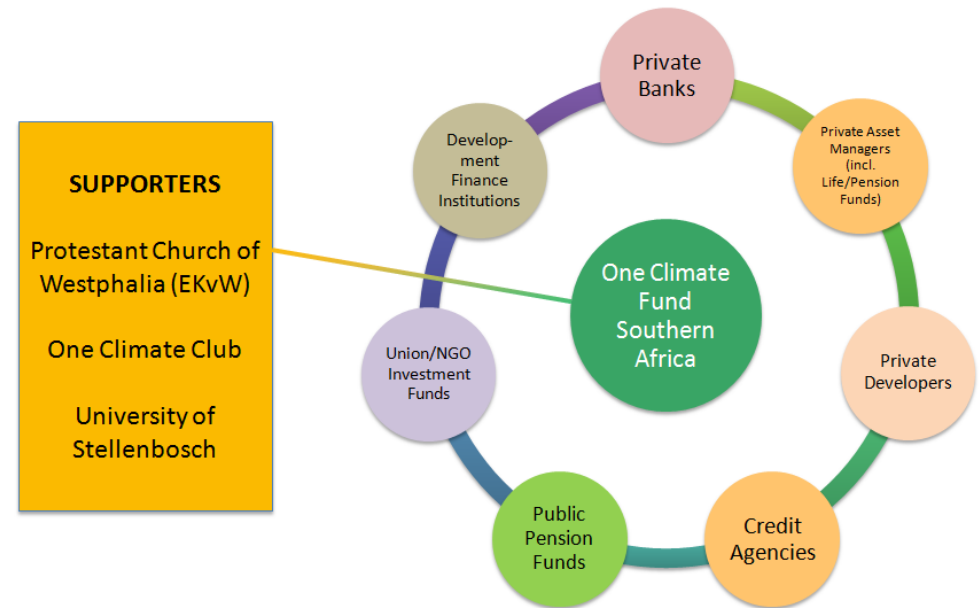 SUPPORTERS
Protestant Church of
Westphalia (EKvW)
One Climate Club
University of
Stellenbosch
Private
Banks
Private Asset
Managers
(incl.
Life/Pension
Funds)
Private
Developers
Credit
Agencies
Public
Pension
Funds
Union/NGO
Investment
Funds
Develop-
ment
Finance
Institutions
One Climate
Fund
Southern
Africa